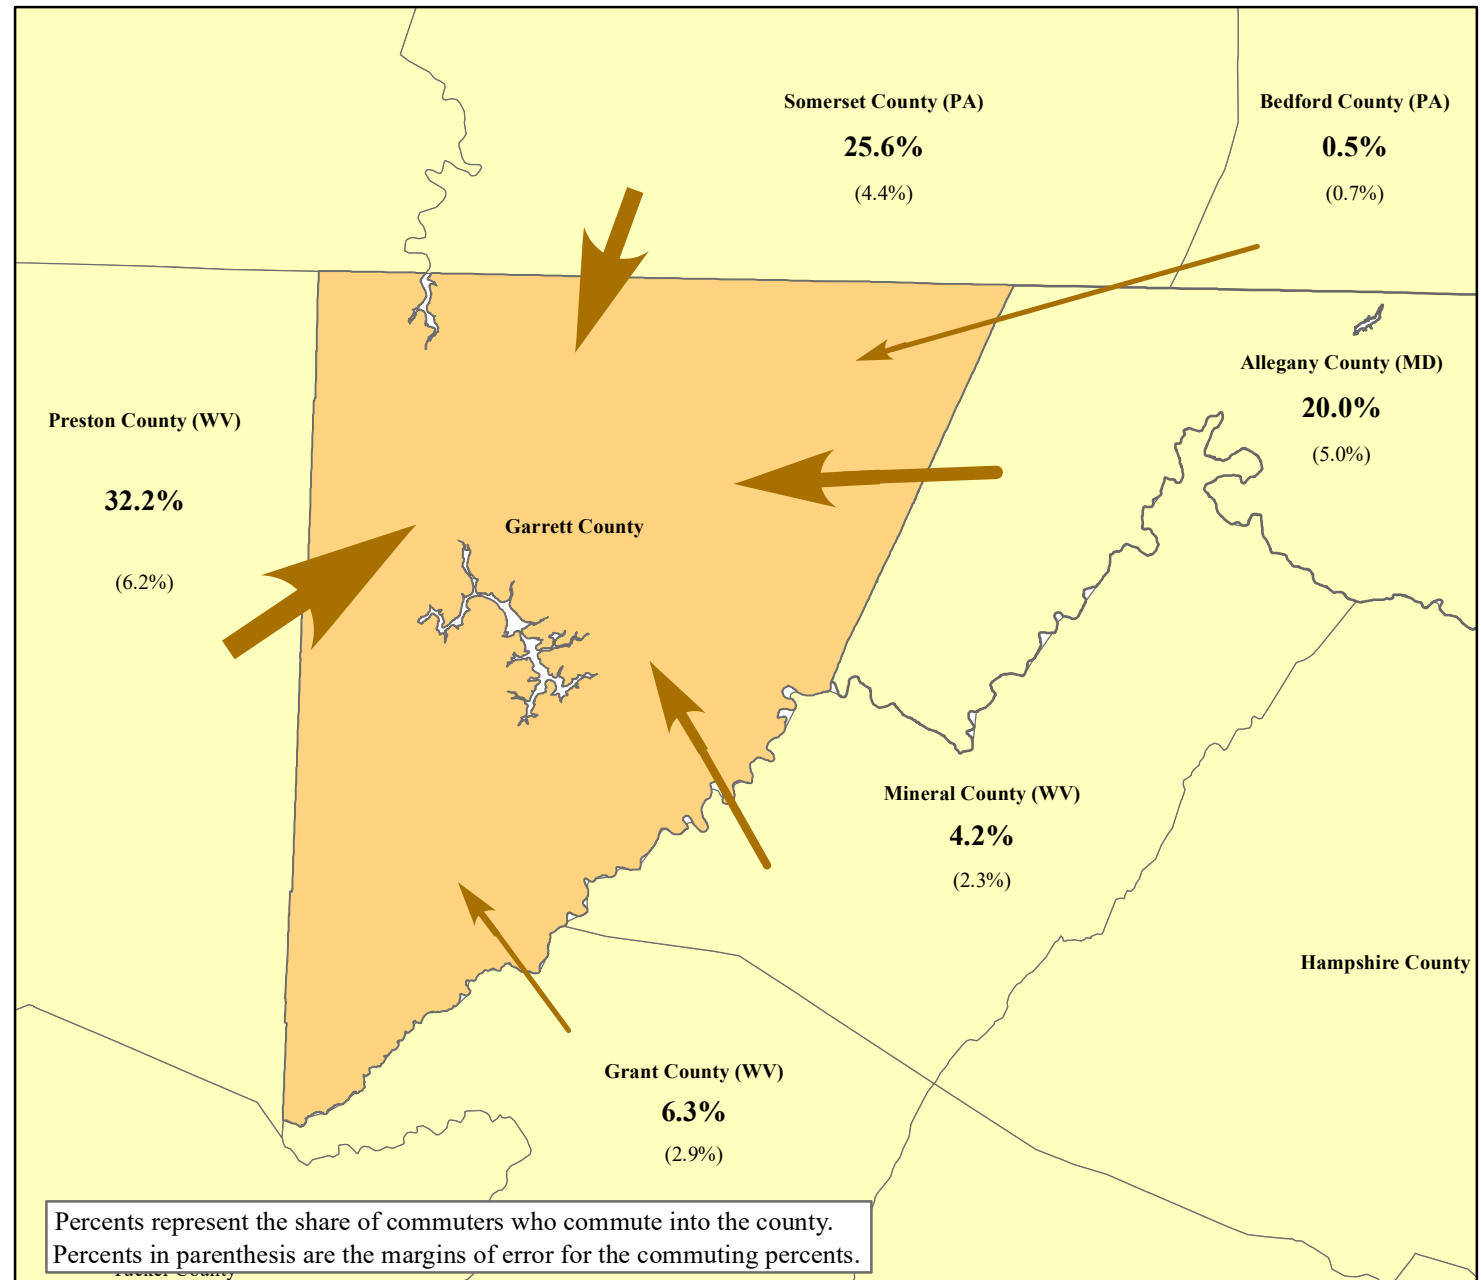 Somerset County (PA)
25.6%
(4.4%)
Bedford County (PA)
0.5%
(0.7%)
Allegany County (MD)
20.0%
(5.0%)
Preston County (WV)
32.2%
(6.2%)
Garrett County
Mineral County (WV)
4.2%
(2.3%)
Hampshire County
Grant County (WV)
6.3%
(2.9%)
Percents represent the share of commuters who commute into the county.
Percents in parenthesis are the margins of error for the commuting percents.
Tucker County